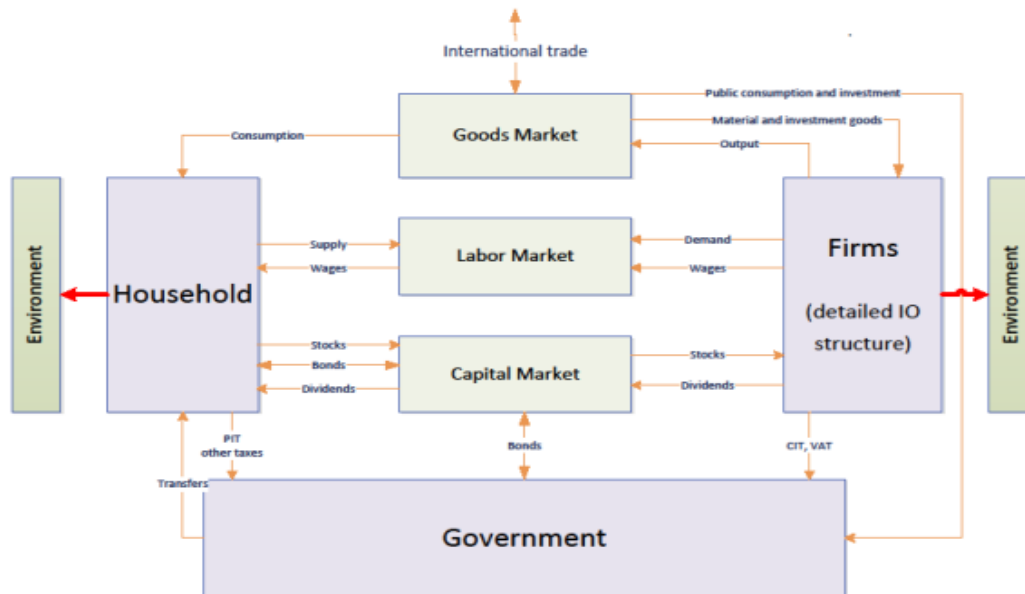 International trade
Public consumption and investment
Goods Market
Material and investment goods
Consumption
Output
Environment
Household
Supply
Wages
Labor Market
Demand
Wages
Firms
(detailed IO
structure)
Environment
Stocks
Bonds
Dividends
Capital Market
Stocks
Dividends
PIT
other taxes
Bonds
CIT, VAT
Transfers
Government